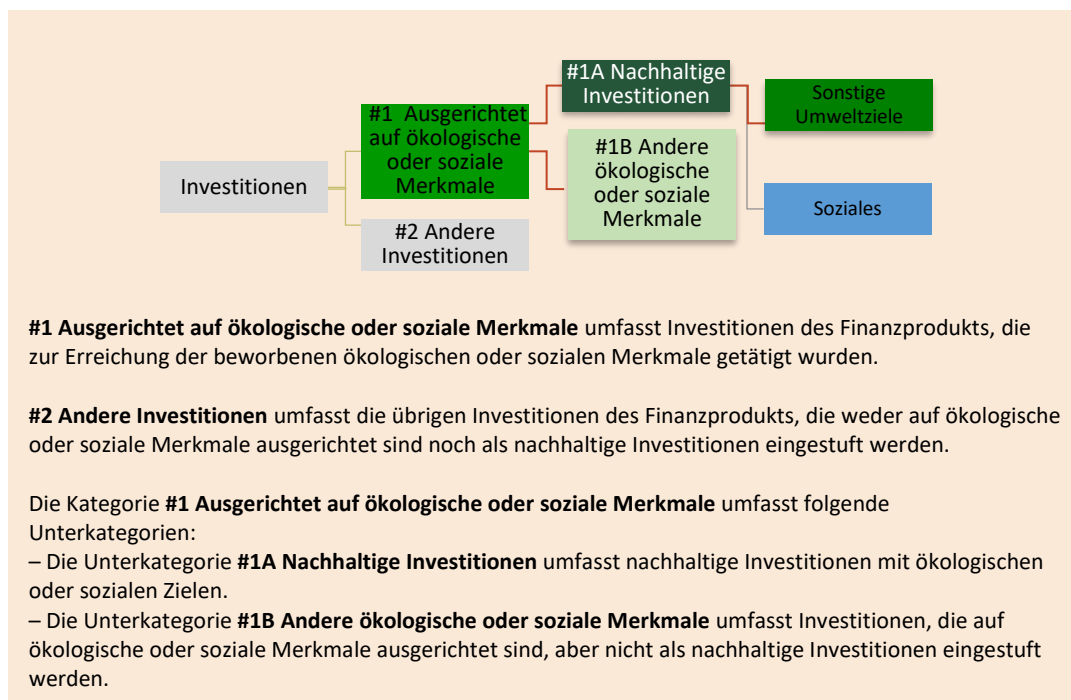 #1A Nachhaltige
Investitionen
Sonstige
Umweltziele
#1 Ausgerichtet
auf ökologische
oder soziale
Merkmale
#1B Andere
ökologische
oder soziale
Merkmale
Investitionen
Soziales
#2 Andere
Investitionen
#1 Ausgerichtet auf ökologische oder soziale Merkmale umfasst Investitionen des Finanzprodukts, die
zur Erreichung der beworbenen ökologischen oder sozialen Merkmale getätigt wurden.
#2 Andere Investitionen umfasst die übrigen Investitionen des Finanzprodukts, die weder auf ökologische
oder soziale Merkmale ausgerichtet sind noch als nachhaltige Investitionen eingestuft werden.
Die Kategorie #1 Ausgerichtet auf ökologische oder soziale Merkmale umfasst folgende
Unterkategorien:
– Die Unterkategorie #1A Nachhaltige Investitionen umfasst nachhaltige Investitionen mit ökologischen
oder sozialen Zielen.
– Die Unterkategorie #1B Andere ökologische oder soziale Merkmale umfasst Investitionen, die auf
ökologische oder soziale Merkmale ausgerichtet sind, aber nicht als nachhaltige Investitionen eingestuft
werden.